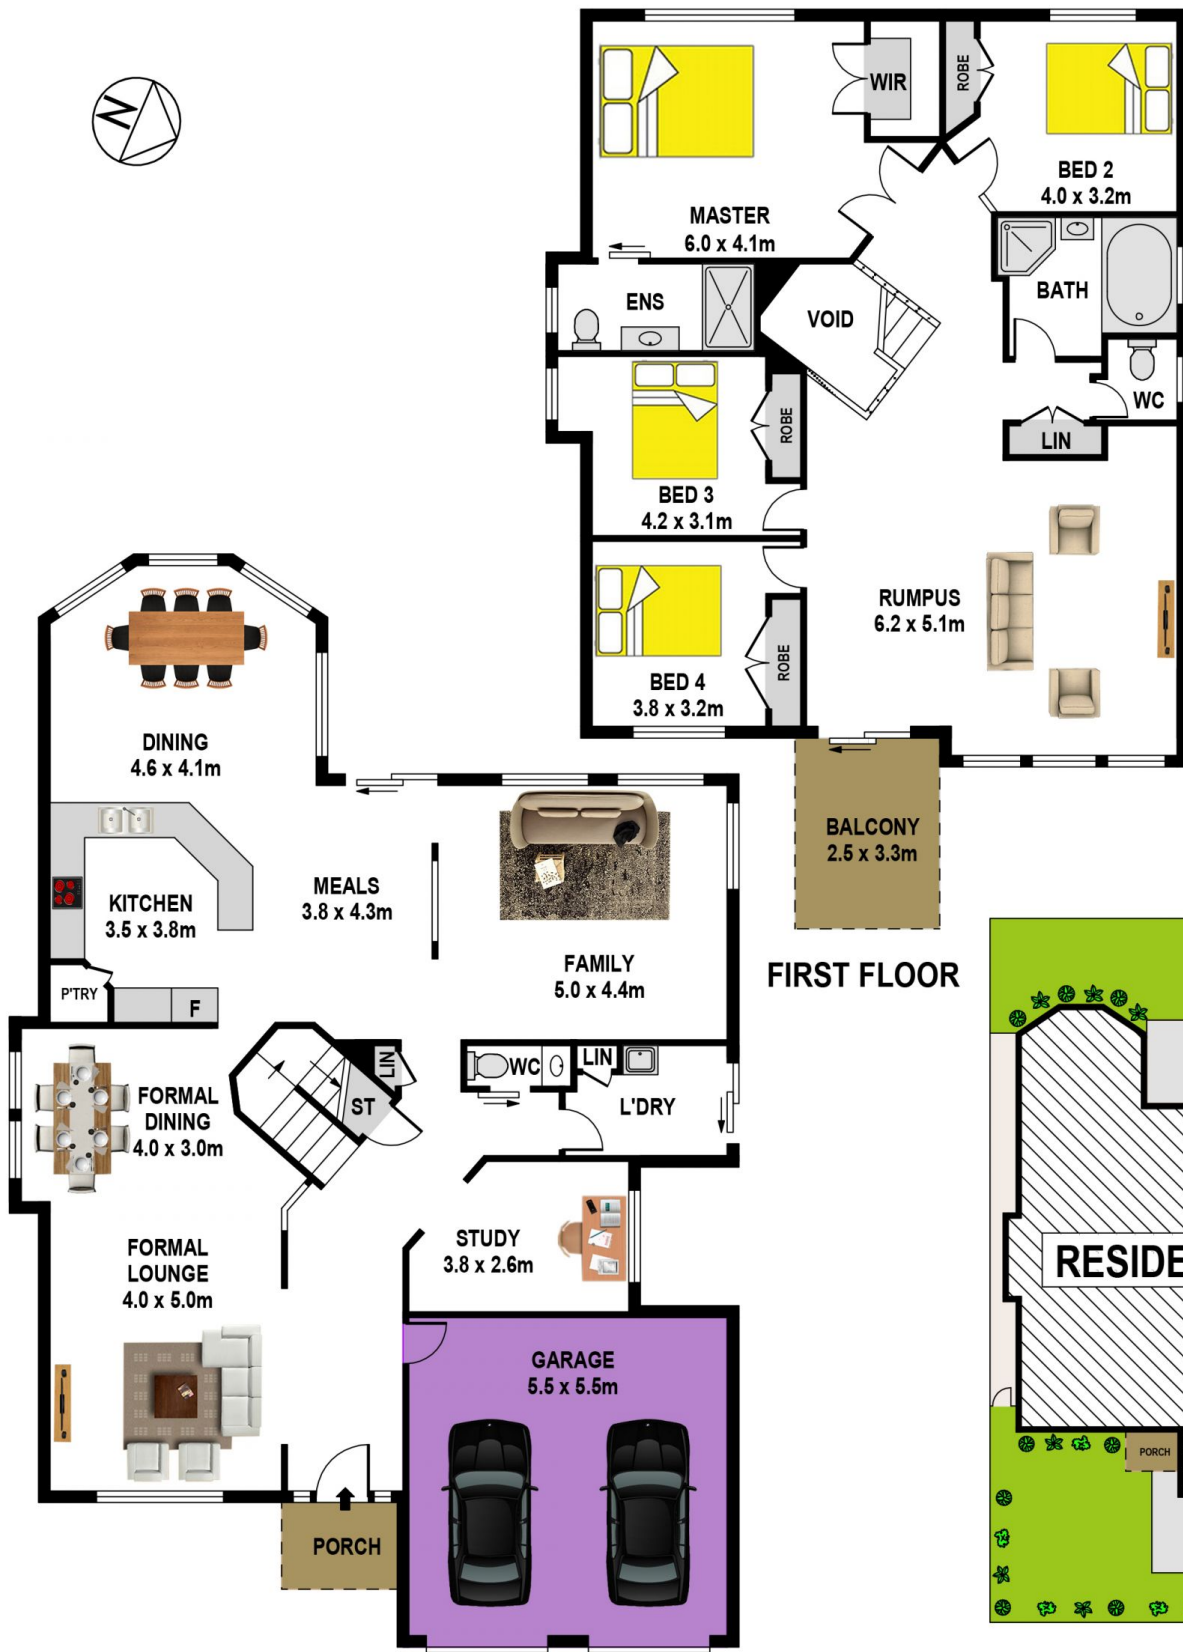 N
WIR
ROBE
BED 2
4.0 x 3.2m
MASTER
6.0 x 4.1m
ENS
VOID
BATH
WC
LIN
ROBE
BED 3
4.2 x 3.1m
RUMPUS
6.2 x 5.1m
BED 4
3.8 x 3.2m
ROBE
BALCONY
2.5 x 3.3m
FIRST FLOOR
DINING
4.6 x 4.1m
KITCHEN
3.5 x 3.8m
MEALS
3.8 x 4.3m
FAMILY
5.0 x 4.4m
P'TRY
F
FORMAL
DINING
4.0 x 3.0m
LIN
ST
WC
LIN
L'DRY
STUDY
3.8 x 2.6m
FORMAL
LOUNGE
4.0 x 5.0m
GARAGE
5.5 x 5.5m
PORCH
RESIDE
PORCH